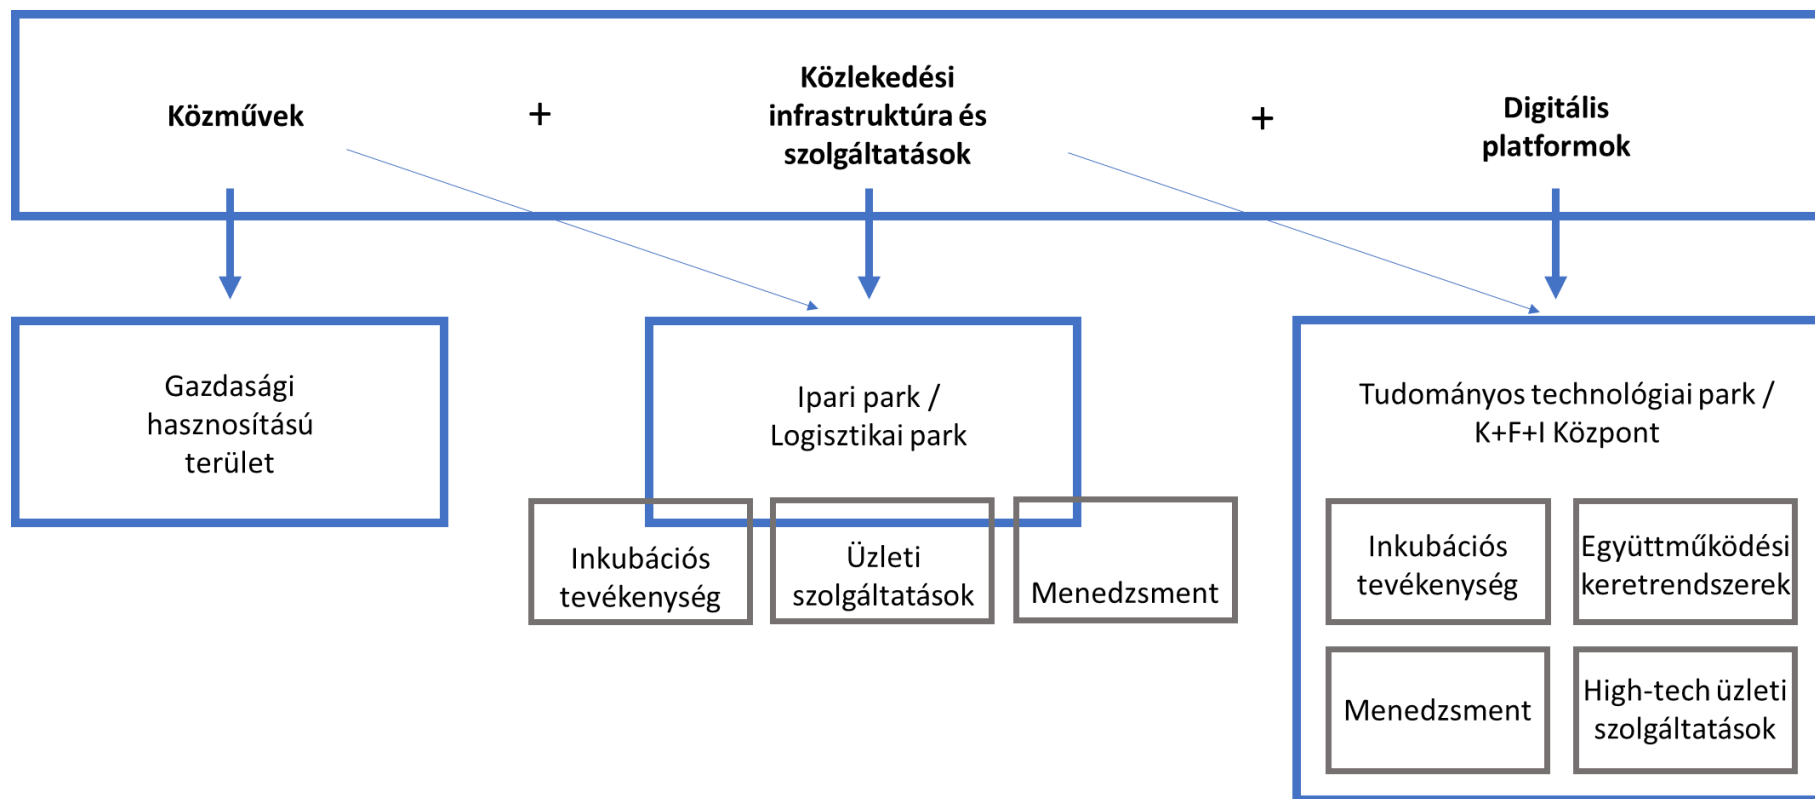 Közművek
+
Közlekedési
infrastruktúra és
szolgáltatások
+
Digitális
platformok
Gazdasági
hasznosítású
terület
Ipari park /
Logisztikai park
Inkubációs
tevékenység
Üzleti
szolgáltatások
Menedzsment
Tudományos technológiai park /
K+F+I Központ
Inkubációs
tevékenység
Együttműködési
keretrendszerek
Menedzsment
High-tech üzleti
szolgáltatások